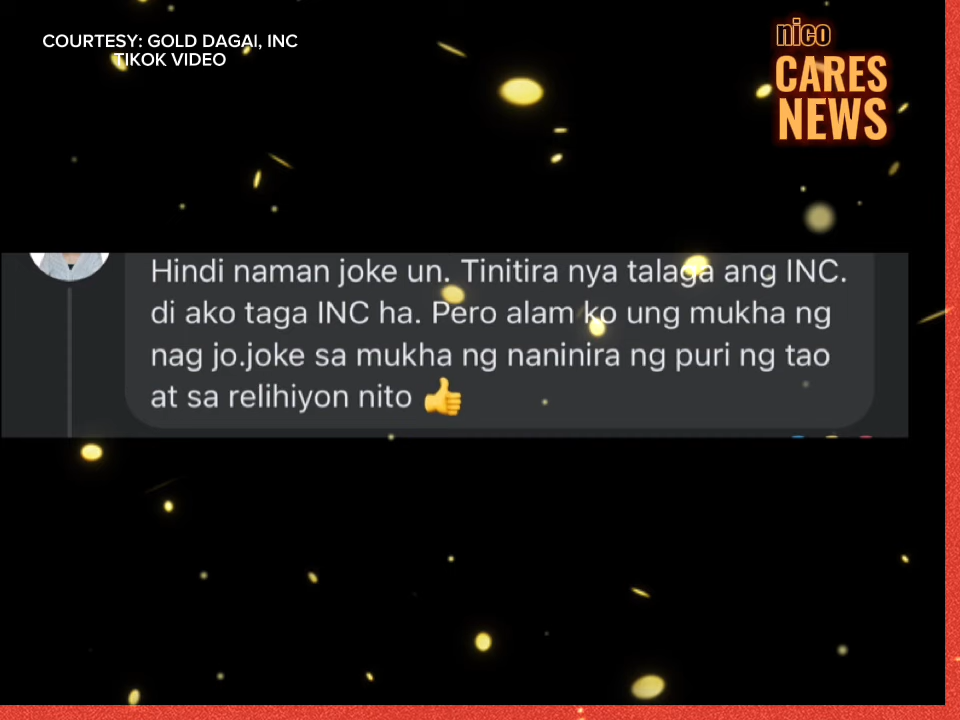 COURTESY: GOLD DAGAI, INC
TIKOK VIDEO
nico
CARES
NEWS
Hindi naman joke un. Tinitira nya talaga ang INC.
di ako taga INC ha. Pero alam ko ung mukha ng
nag jo.joke sa mukha ng naninira ng puri ng tao
at sa relihiyon nito 👍